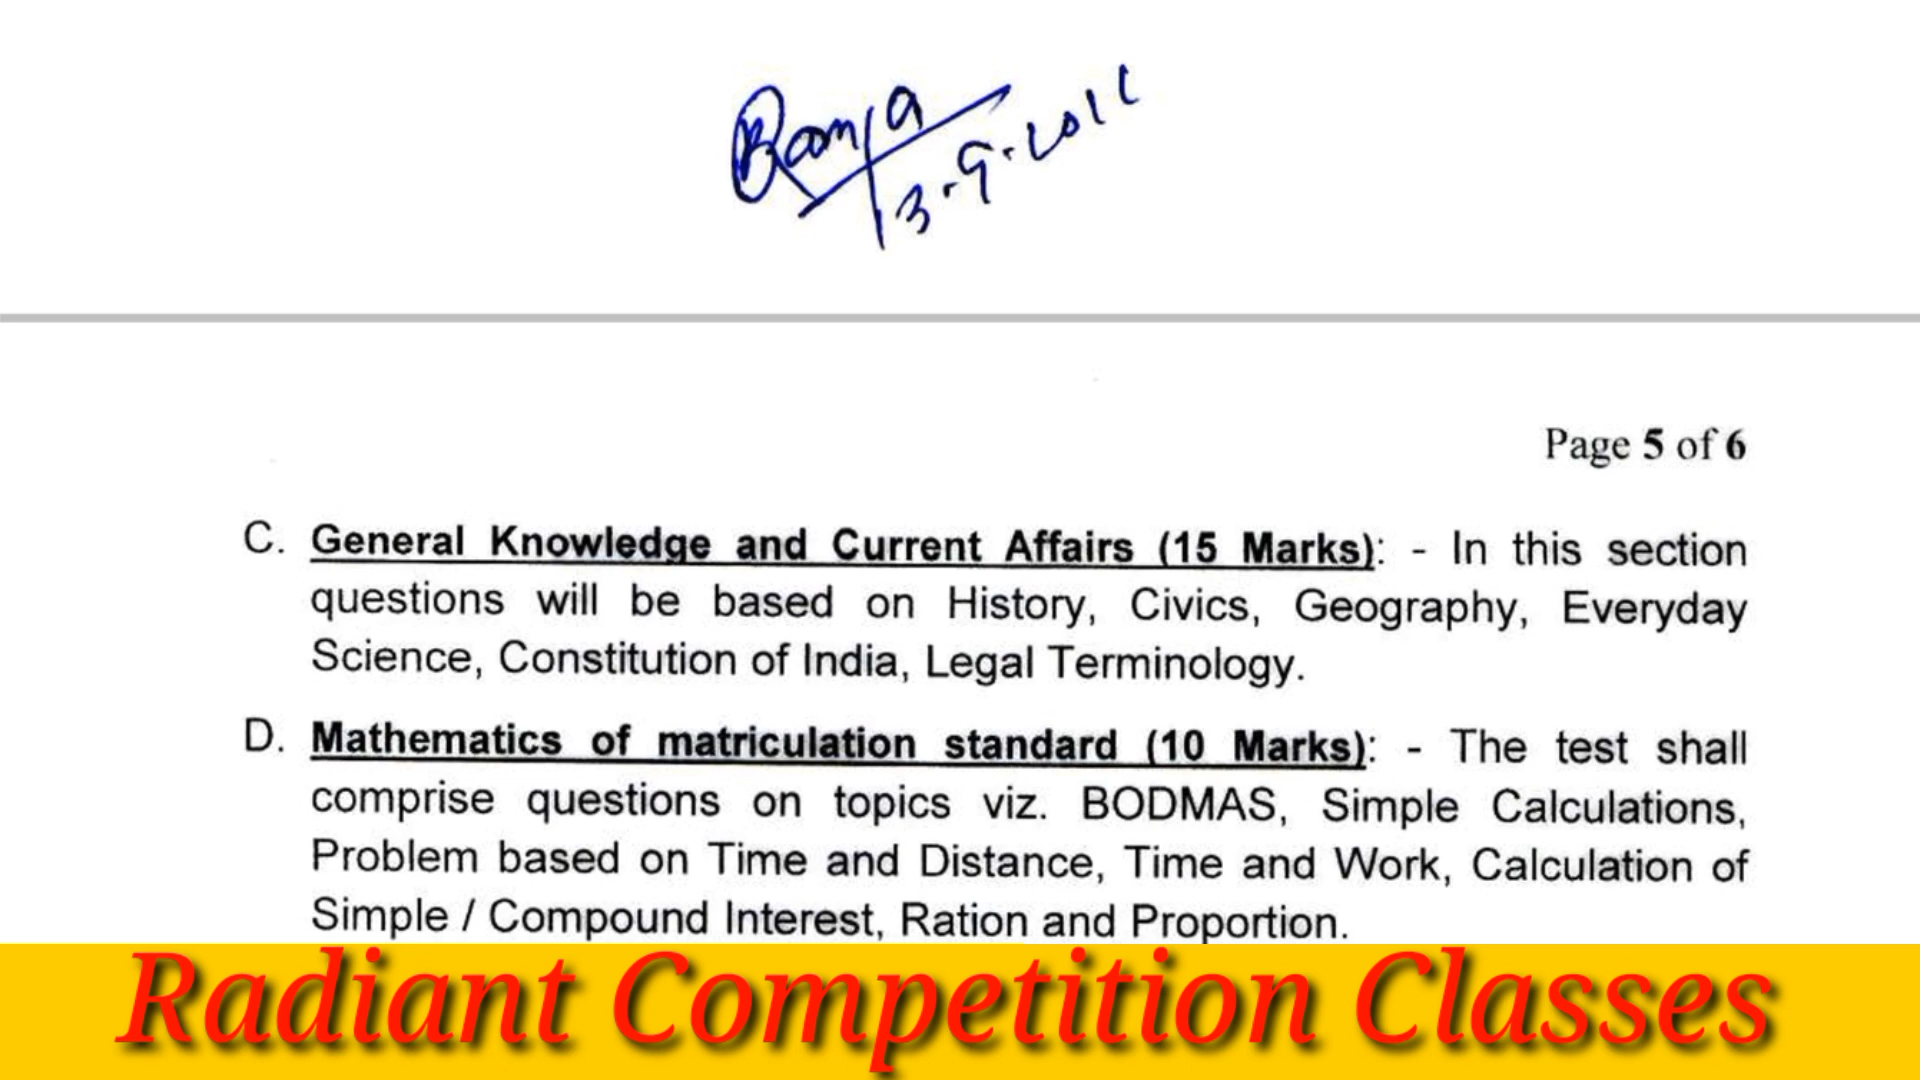 Page 5 of 6
C. General Knowledge and Current Affairs (15 Marks): - In this section
questions will be based on History, Civics, Geography, Everyday
Science, Constitution of India, Legal Terminology.
D. Mathematics of matriculation standard (10 Marks): - The test shall
comprise questions on topics viz. BODMAS, Simple Calculations,
Problem based on Time and Distance, Time and Work, Calculation of
Simple / Compound Interest, Ration and Proportion.
Radiant Competition Classes